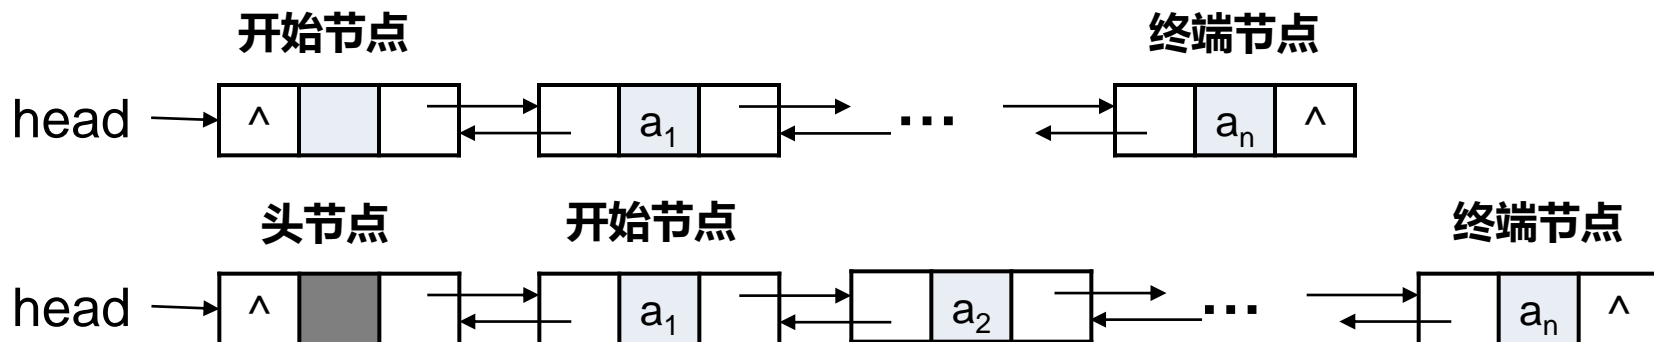 开始节点 终端节点
head ^ a₁ ... aₙ ^
头节点 开始节点 终端节点
head ^ a₁ a₂ ... aₙ ^